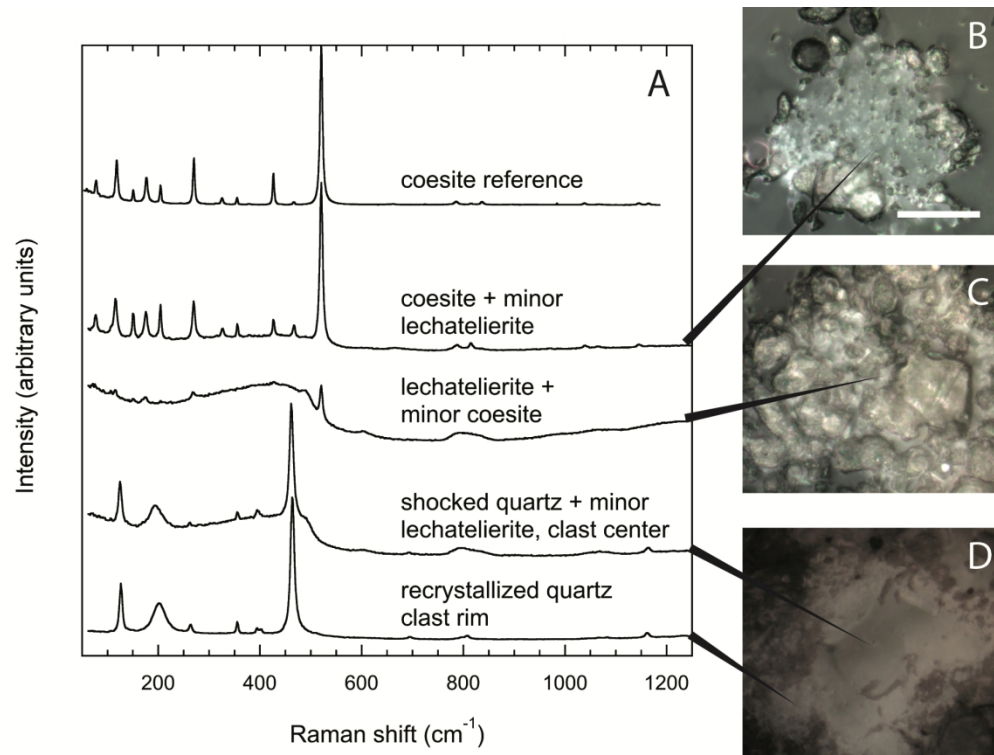 A
coesite reference
coesite + minor
lechatelierite
lechatelierite +
minor coesite
shocked quartz + minor
lechatelierite, clast center
recrystallized quartz
clast rim
Intensity (arbitrary units)
200 400 600 800 1000 1200
Raman shift (cm⁻¹)
B
C
D